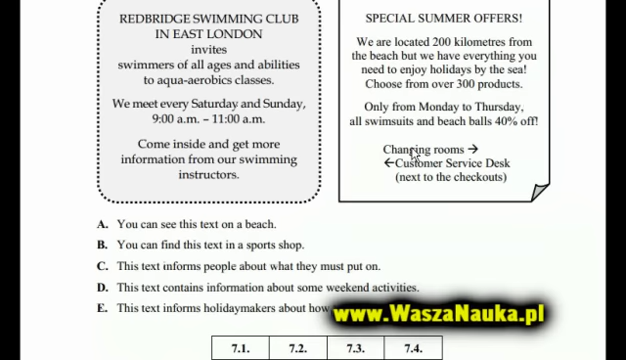 REDBRIDGE SWIMMING CLUB
IN EAST LONDON
invites
swimmers of all ages and abilities
to aqua-aerobics classes.
We meet every Saturday and Sunday,
9:00 a.m. – 11:00 a.m.
Come inside and get more
information from our swimming
instructors.
SPECIAL SUMMER OFFERS!
We are located 200 kilometres from
the beach but we have everything you
need to enjoy holidays by the sea!
Choose from over 300 products.
Only from Monday to Thursday,
all swimsuits and beach balls 40% off!
Changing rooms →
←Customer Service Desk
(next to the checkouts)
A. You can see this text on a beach.
B. You can find this text in a sports shop.
C. This text informs people about what they must put on.
D. This text contains information about some weekend activities.
E. This text informs holidaymakers about how
www.WaszaNauka.pl
7.1. 7.2. 7.3. 7.4.